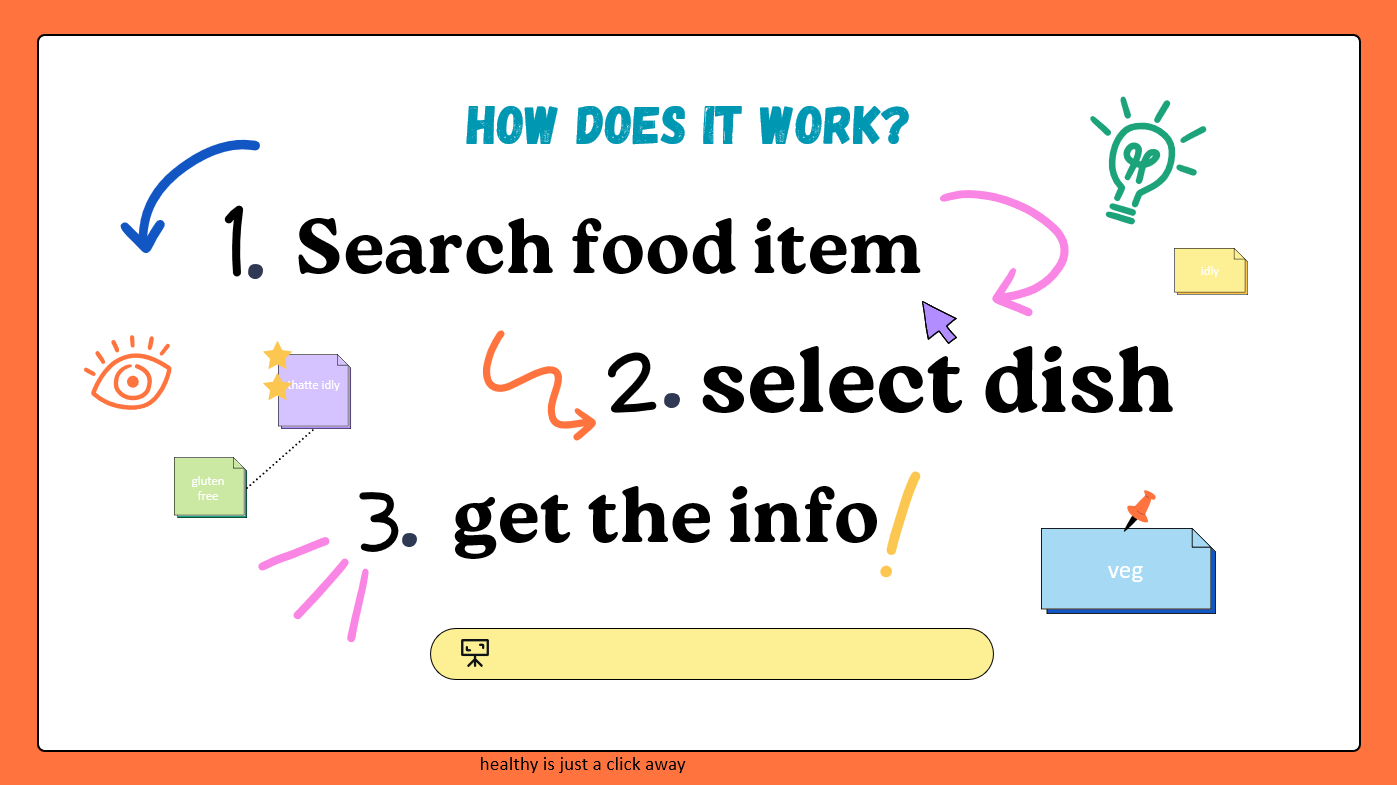 HOW DOES IT WORK?
1. Search food item
idly
2. select dish
khatte idly
gluten
free
3. get the info!
veg
healthy is just a click away